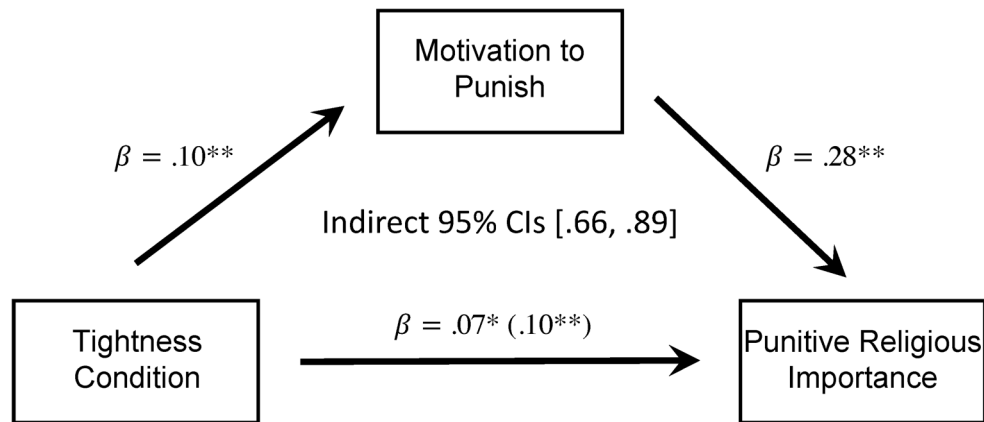 Motivation to
Punish
β = .10**
β = .28**
Indirect 95% CIs [.66, .89]
Tightness
Condition
β = .07* (.10**)
Punitive Religious
Importance